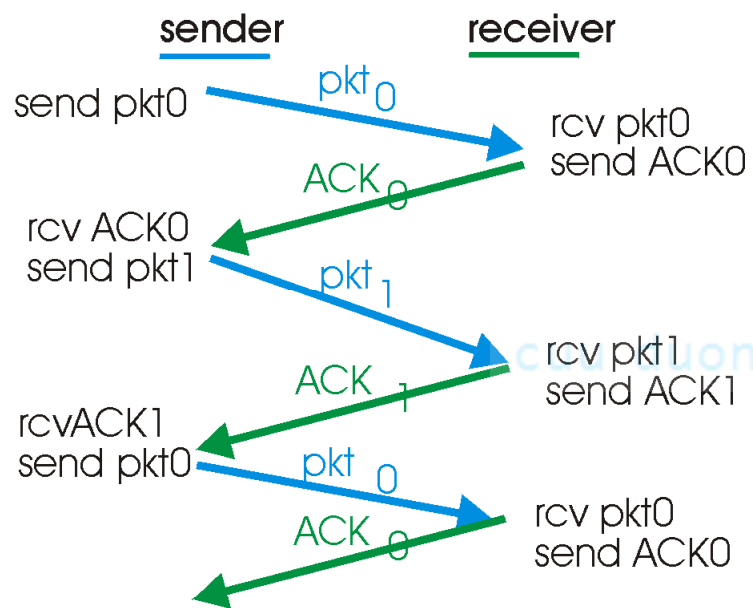 sender receiver
send pkt0
pkt0
rcv pkt0
send ACK0
ACK0
rcv ACK0
send pkt1
pkt1
rcv pkt1
send ACK1
ACK1
rcvACK1
send pkt0
pkt0
rcv pkt0
send ACK0
ACK0